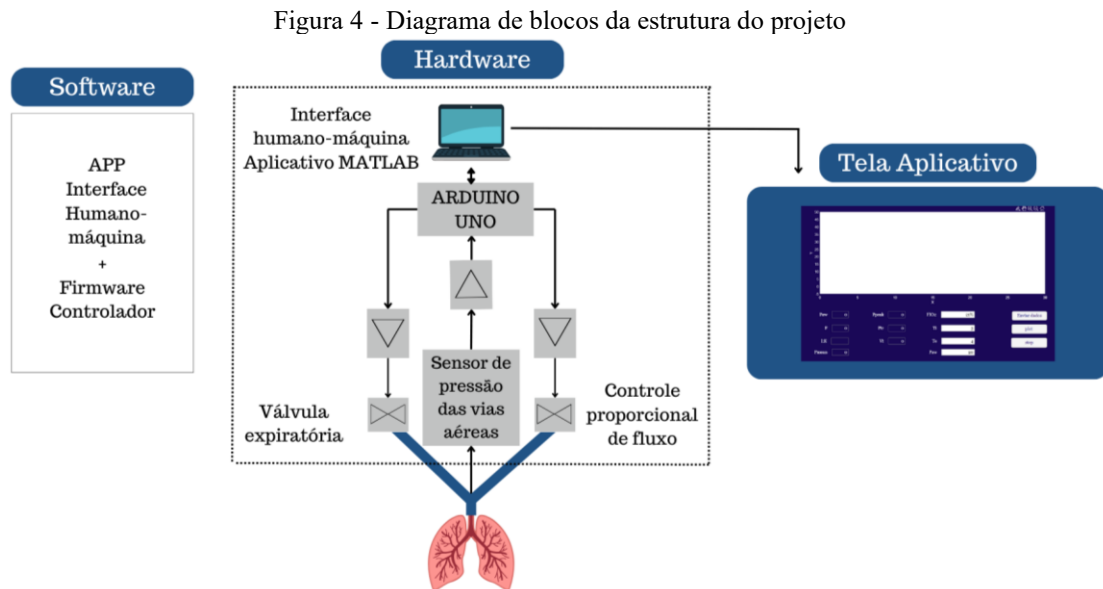 Figura 4 - Diagrama de blocos da estrutura do projeto
Software
APP
Interface
Humano-
máquina
+
Firmware
Controlador
Hardware
Interface
humano-máquina
Aplicativo MATLAB
ARDUINO
UNO
Sensor de
pressão
das vias
aéreas
Válvula
expiratória
Controle
proporcional
de fluxo
Tela Aplicativo